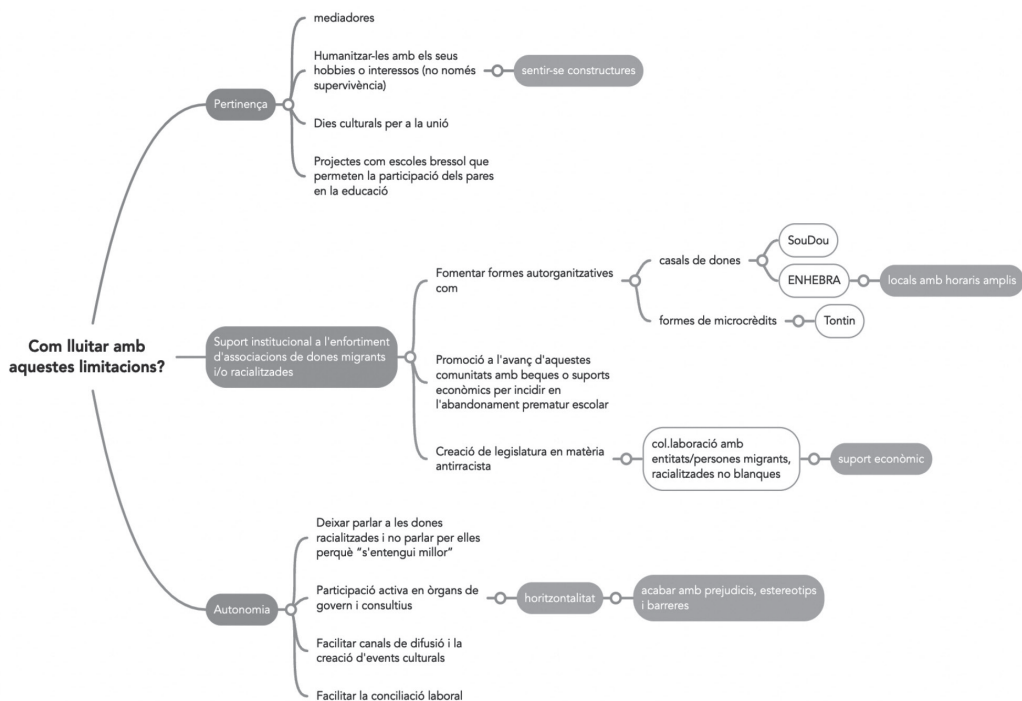 Com lluitar amb
aquestes limitacions?
Pertinença
mediadores
Humanitzar-les amb els seus
hobbies o interessos (no només
supervivència)
sentir-se constructures
Dies culturals per a la unió
Projectes com escoles bressol que
permeten la participació dels pares
en la educació
Suport institucional a l'enfortiment
d'associacions de dones migrants
i/o racialitzades
Fomentar formes autorganitzatives
com
casals de dones
SouDou
ENHEBRA
locals amb horaris amplis
formes de microcrèdits
Tontin
Promoció a l'avanç d'aquestes
comunitats amb beques o suports
econòmics per incidir en
l'abandonament prematur escolar
Creació de legislatura en matèria
antirracista
col.laboració amb
entitats/persones migrants,
racialitzades no blanques
suport econòmic
Autonomia
Deixar parlar a les dones
racialitzades i no parlar per elles
perquè “s'entengui millor”
Participació activa en òrgans de
govern i consultius
horitzontalitat
acabar amb prejudicis, estereotips
i barreres
Facilitar canals de difusió i la
creació d'events culturals
Facilitar la conciliació laboral